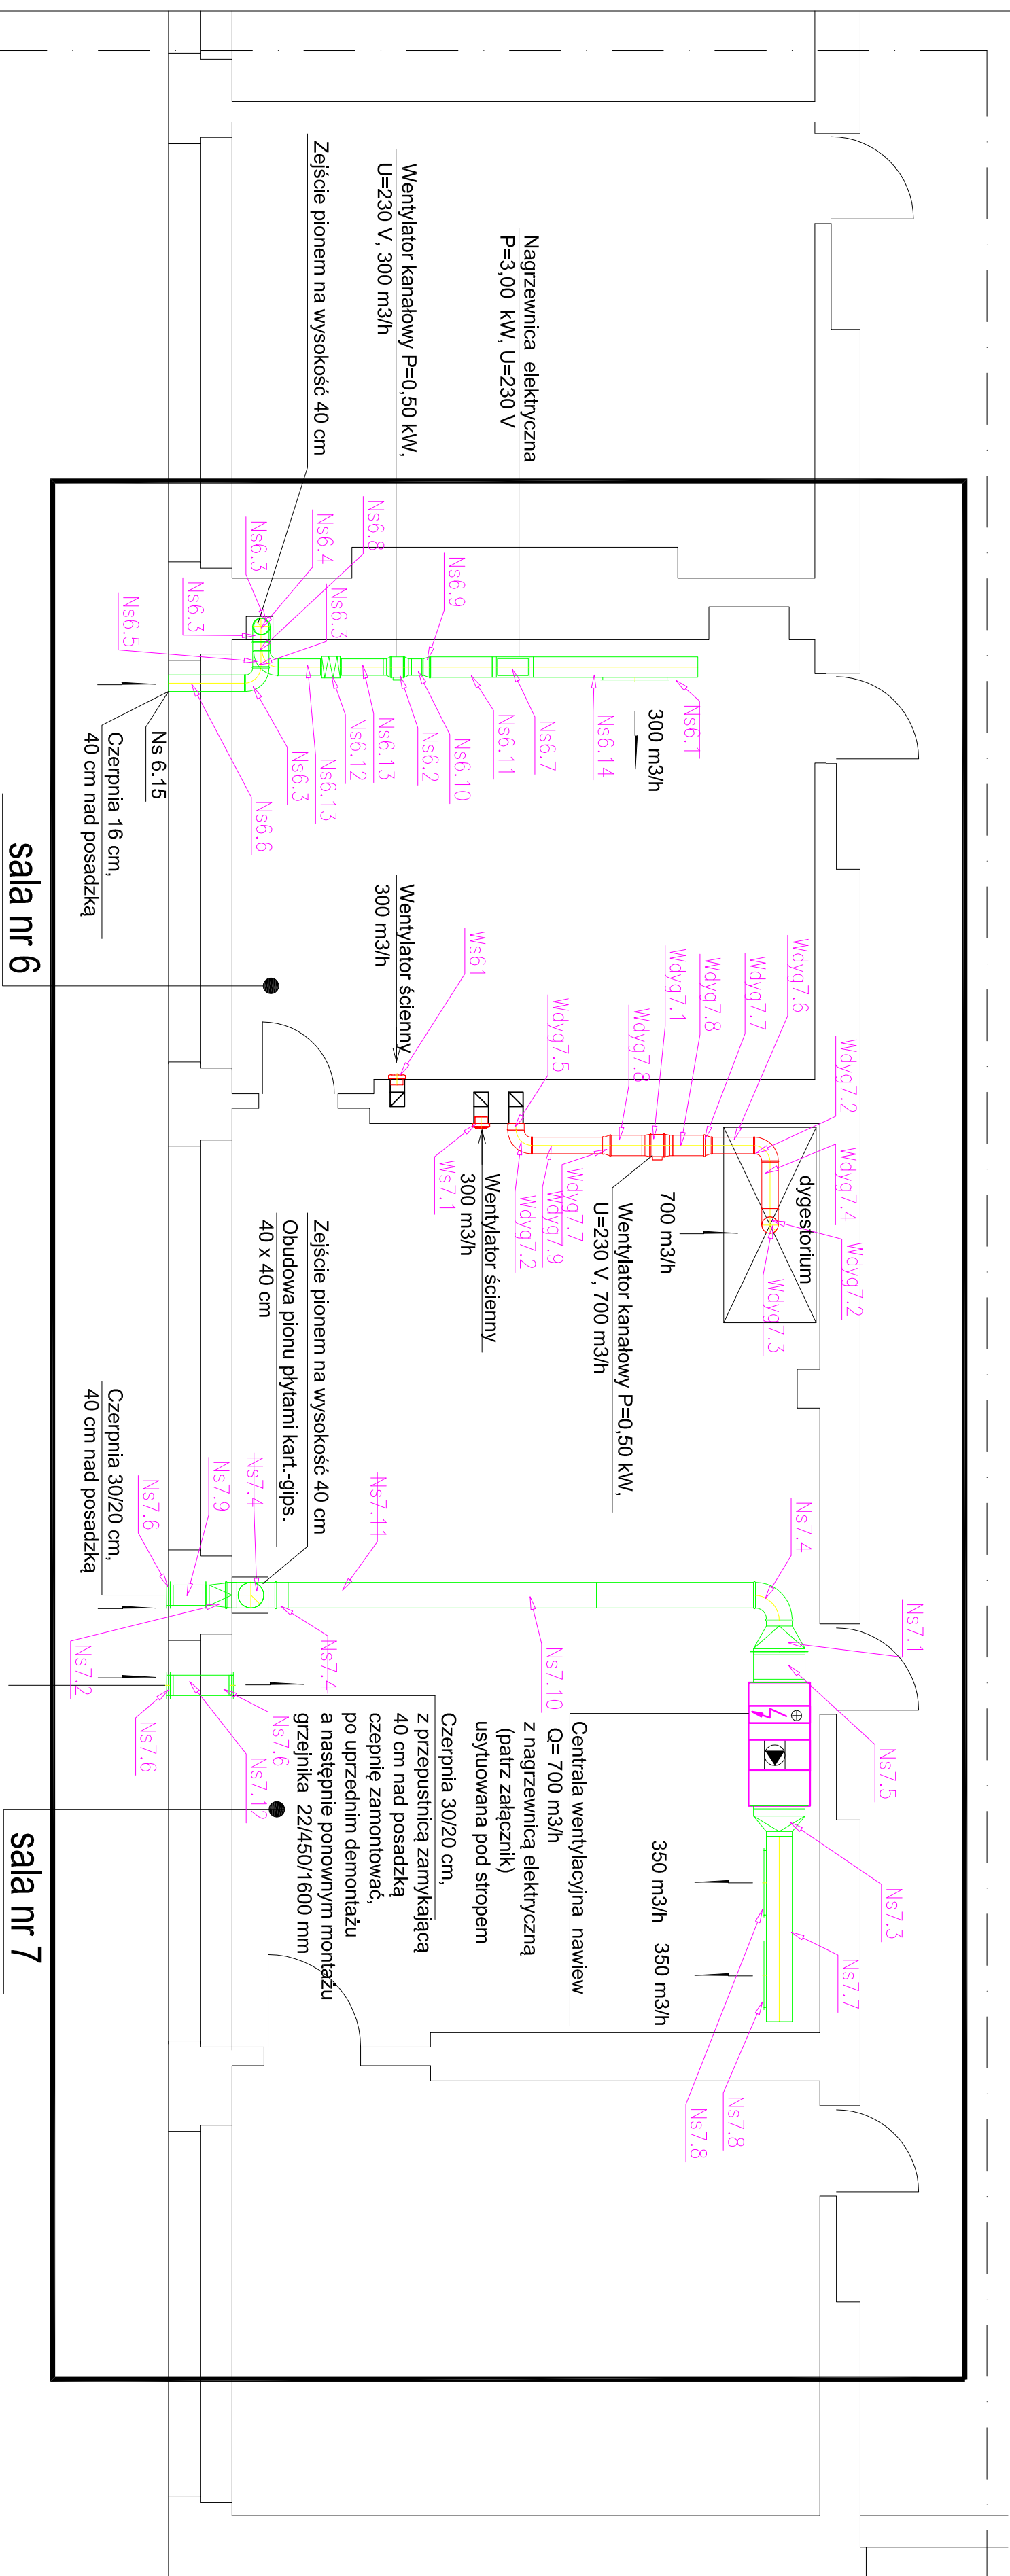 Nagrzewnica elektryczna
P=3,00 kW, U=230 V
Wentylator kanałowy P=0,50 kW,
U=230 V, 300 m3/h
Zejście pionem na wysokość 40 cm
Ns6.3
Ns6.4
Ns6.8
Ns6.9
Ns6.3
Ns6.3
Ns6.5
Ns6.1
300 m3/h
Ns6.14
Ns6.7
Ns6.11
Ns6.10
Ns6.2
Ns6.13
Ns6.12
Ns6.13
Ns6.3
Ns6.6
Ns 6.15
Czerpnia 16 cm,
40 cm nad posadzką
sala nr 6
Wentylator ścienny
300 m3/h
Ws61
Wdyg7.5
Wdyg7.8
Wdyg7.1
Wdyg7.8
Wdyg7.7
Wdyg7.6
Wdyg7.2
Wdyg7.4
Wdyg7.2
Wdyg7.3
dygestorium
700 m3/h
Wentylator kanałowy P=0,50 kW,
U=230 V, 700 m3/h
Wdyg7.7
Wdyg7.9
Wdyg7.2
Wentylator ścienny
300 m3/h
Ws7.1
Zejście pionem na wysokość 40 cm
Obudowa pionu płytami kart.-gips.
40 x 40 cm
Czerpnia 30/20 cm,
40 cm nad posadzką
Ns7.6
Ns7.9
Ns7.4
Ns7.11
Ns7.4
Ns7.1
Ns7.5
Ns7.3
Ns7.7
Ns7.8
Ns7.8
350 m3/h
350 m3/h
Ns7.10
Centrala wentylacyjna nawiew
Q= 700 m3/h
z nagrzewnicą elektryczną
(patrz załącznik)
usytuowana pod stropem
Czerpnia 30/20 cm,
z przepustnicą zamykającą
40 cm nad posadzką
czepnię zamontować,
po uprzednim demontażu
a następnie ponownym montażu
grzejnika 22/450/1600 mm
Ns7.4
Ns7.2
Ns7.6
Ns7.12
Ns7.6
sala nr 7